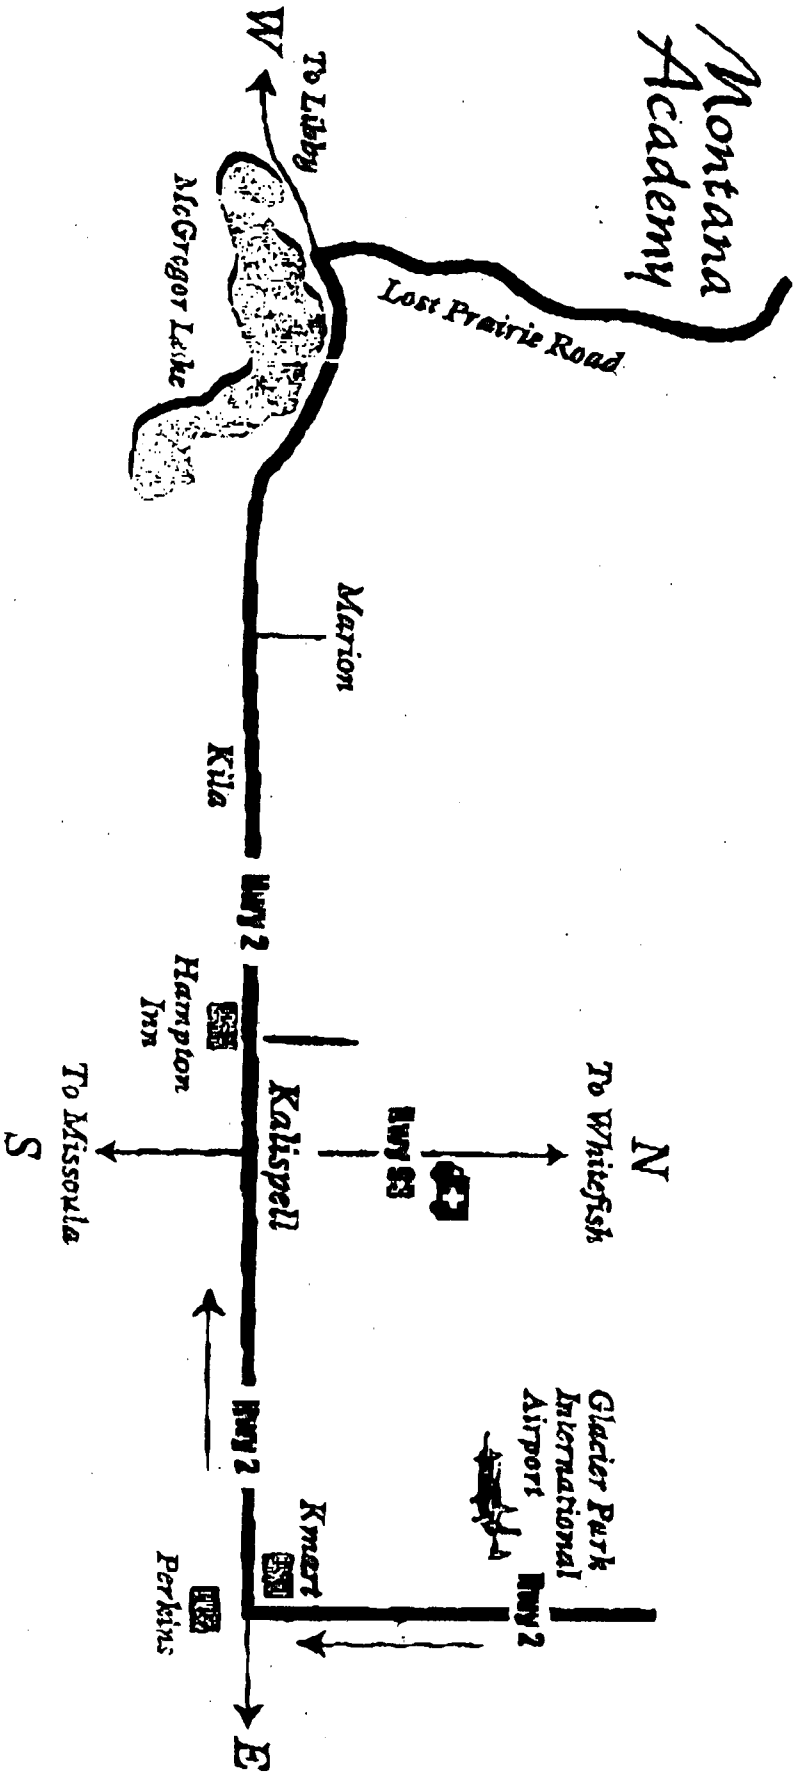 Montana
Academy
Lost Prairie Road
W
To Libby
McGregor Lake
Marion
Kila
Hwy 2
Hampton
Inn
Kalispell
N
To Whitefish
Hwy 93
To Missoula
S
Hwy 2
Glacier Park
International
Airport
Hwy 2
Kmart
Perkins
E